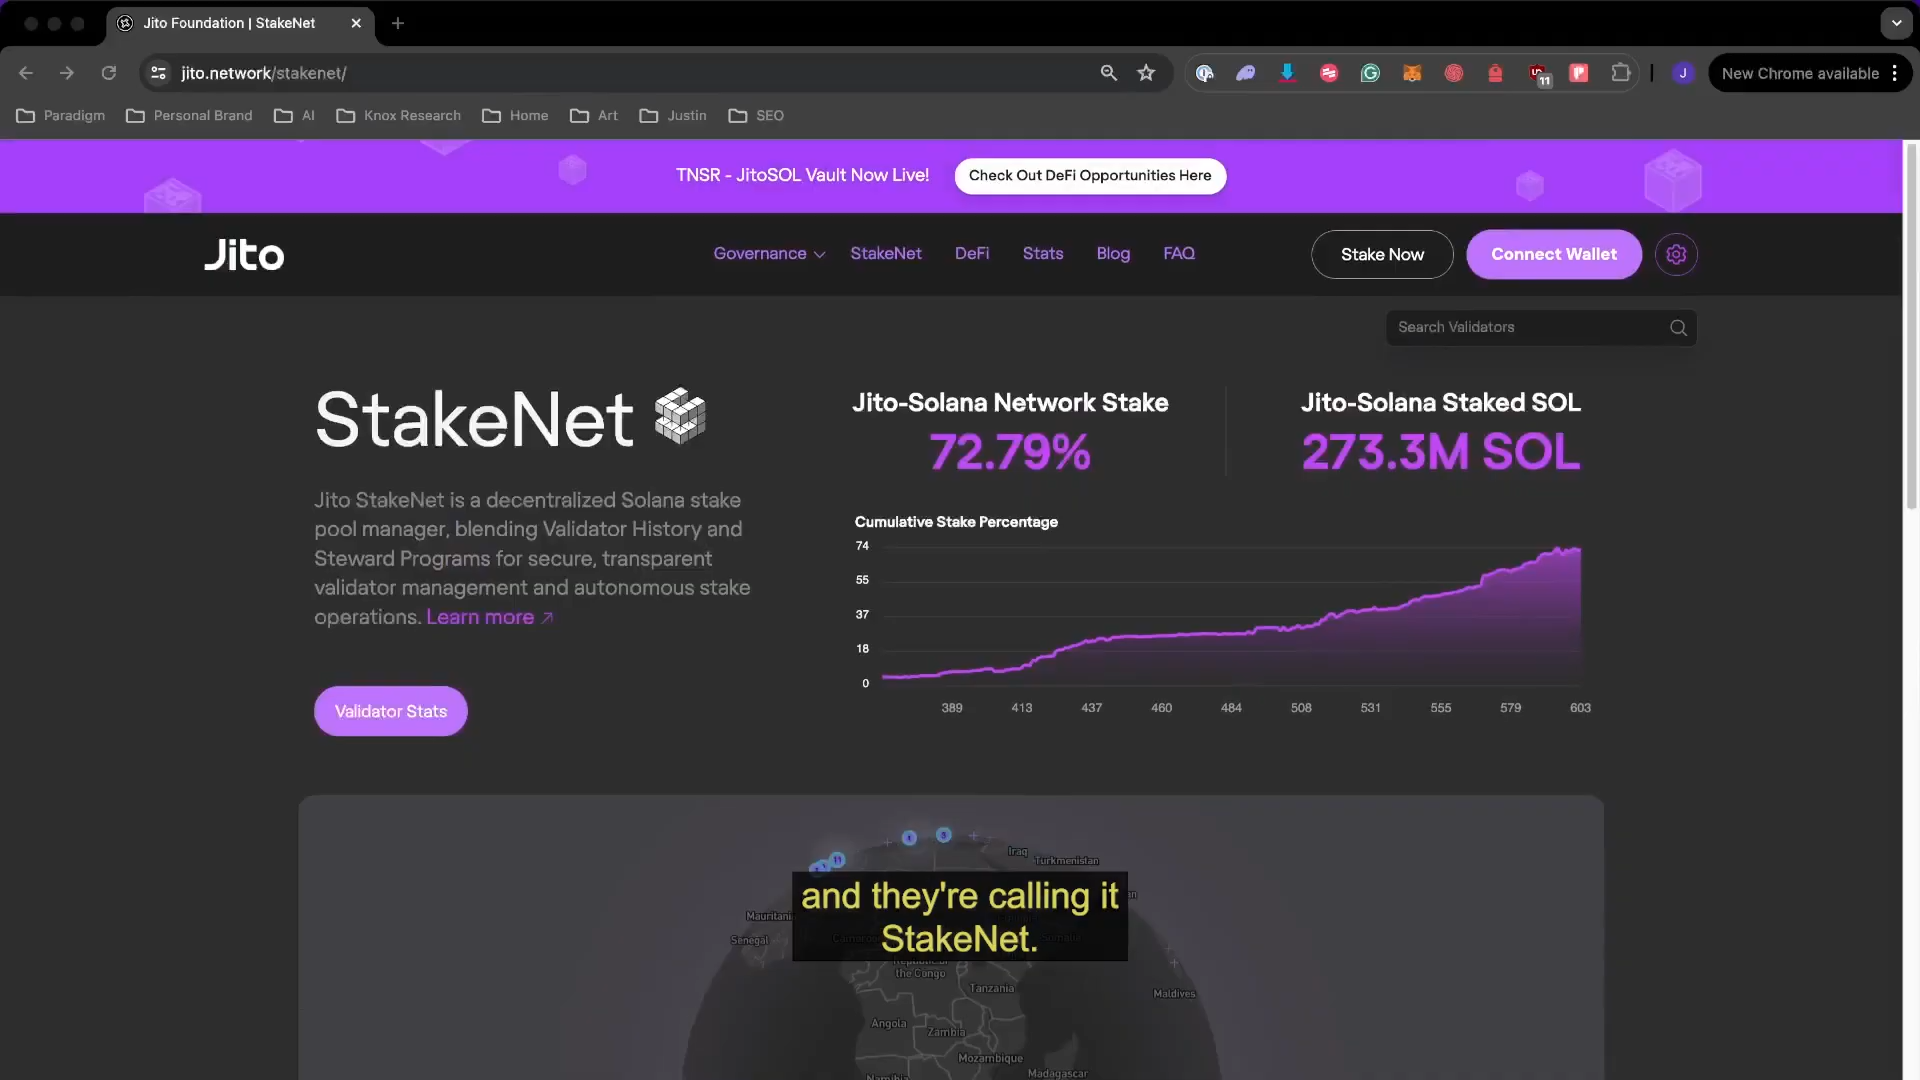 Jito Foundation | StakeNet
jito.network/stakenet/
11
J
New Chrome available
Paradigm
Personal Brand
AI
Knox Research
Home
Art
Justin
SEO
TNSR - JitoSOL Vault Now Live!
Check Out DeFi Opportunities Here
Jito
Governance
StakeNet
DeFi
Stats
Blog
FAQ
Stake Now
Connect Wallet
Search Validators
StakeNet
Jito StakeNet is a decentralized Solana stake
pool manager, blending Validator History and
Steward Programs for secure, transparent
validator management and autonomous stake
operations. Learn more ↗
Validator Stats
Jito-Solana Network Stake
72.79%
Jito-Solana Staked SOL
273.3M SOL
Cumulative Stake Percentage
74
55
37
18
0
389
413
437
460
484
508
531
555
579
603
Iraq
Turkmenistan
Senegal
and they're calling it
StakeNet.
the Congo
Tanzania
Maldives
Angola
Zambia
Mozambique
Madagascar